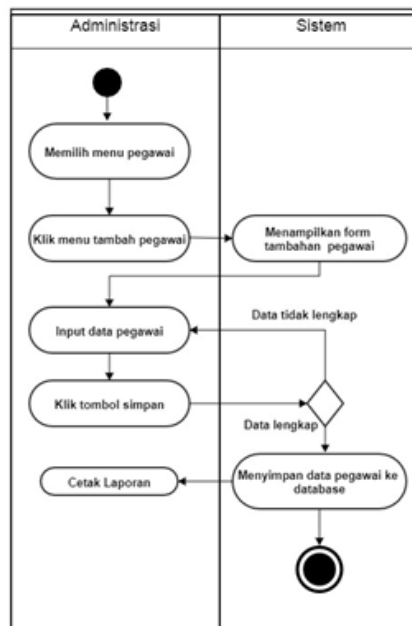 Administrasi
Sistem
Memilih menu pegawai
Klik menu tambah pegawai
Menampilkan form
tambahan pegawai
Input data pegawai
Data tidak lengkap
Klik tombol simpan
Data lengkap
Cetak Laporan
Menyimpan data pegawai ke
database